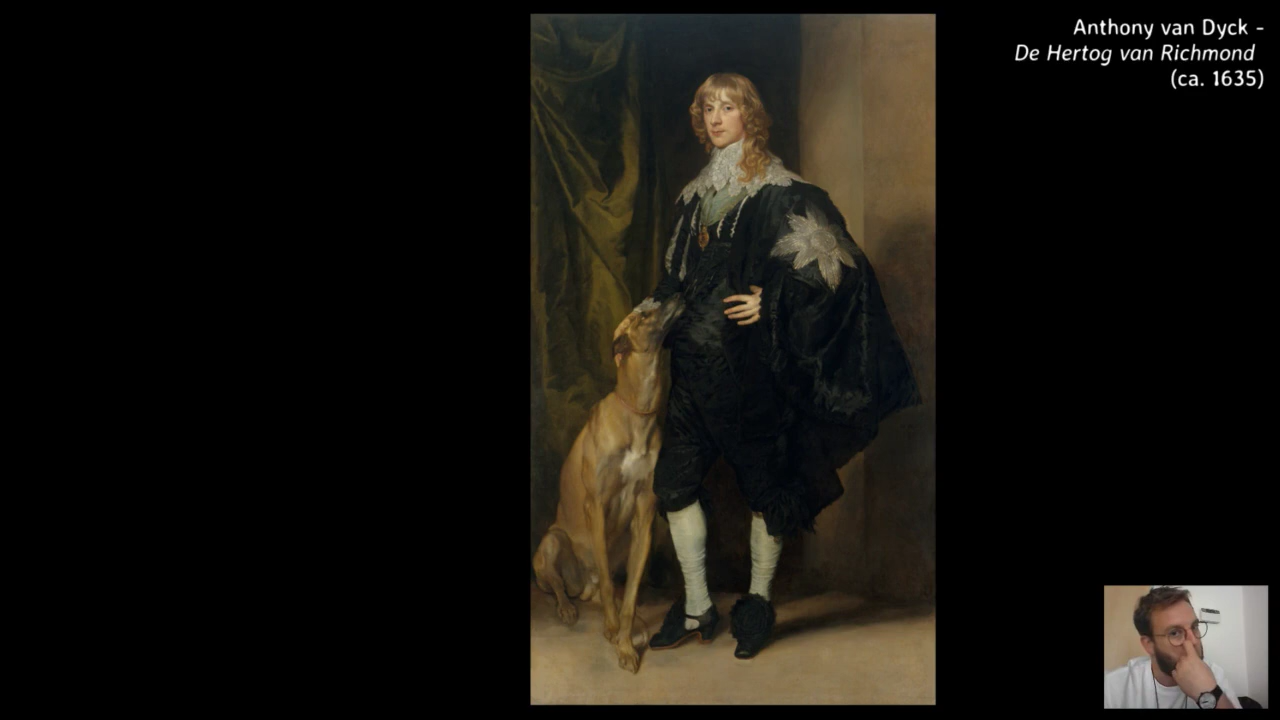 Anthony van Dyck -
De Hertog van Richmond
(ca. 1635)